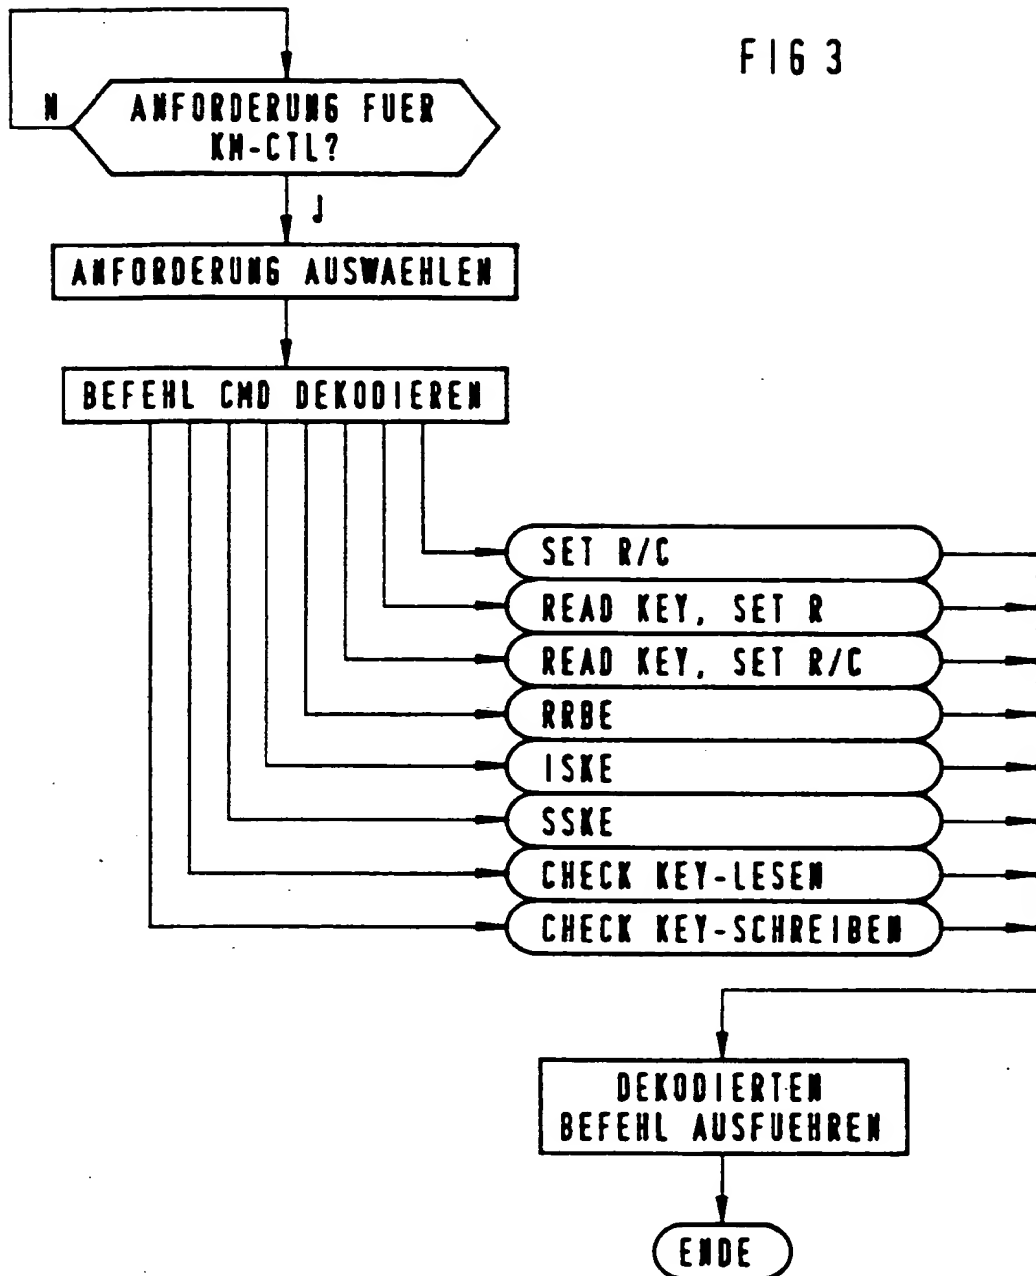 FIG 3
N
ANFORDERUNG FUER
KM-CTL?
J
ANFORDERUNG AUSWAEHLEN
BEFEHL CMD DEKODIEREN
SET R/C
READ KEY, SET R
READ KEY, SET R/C
RRBE
ISKE
SSKE
CHECK KEY-LESEN
CHECK KEY-SCHREIBEN
DEKODIERTEN
BEFEHL AUSFUEHREN
ENDE